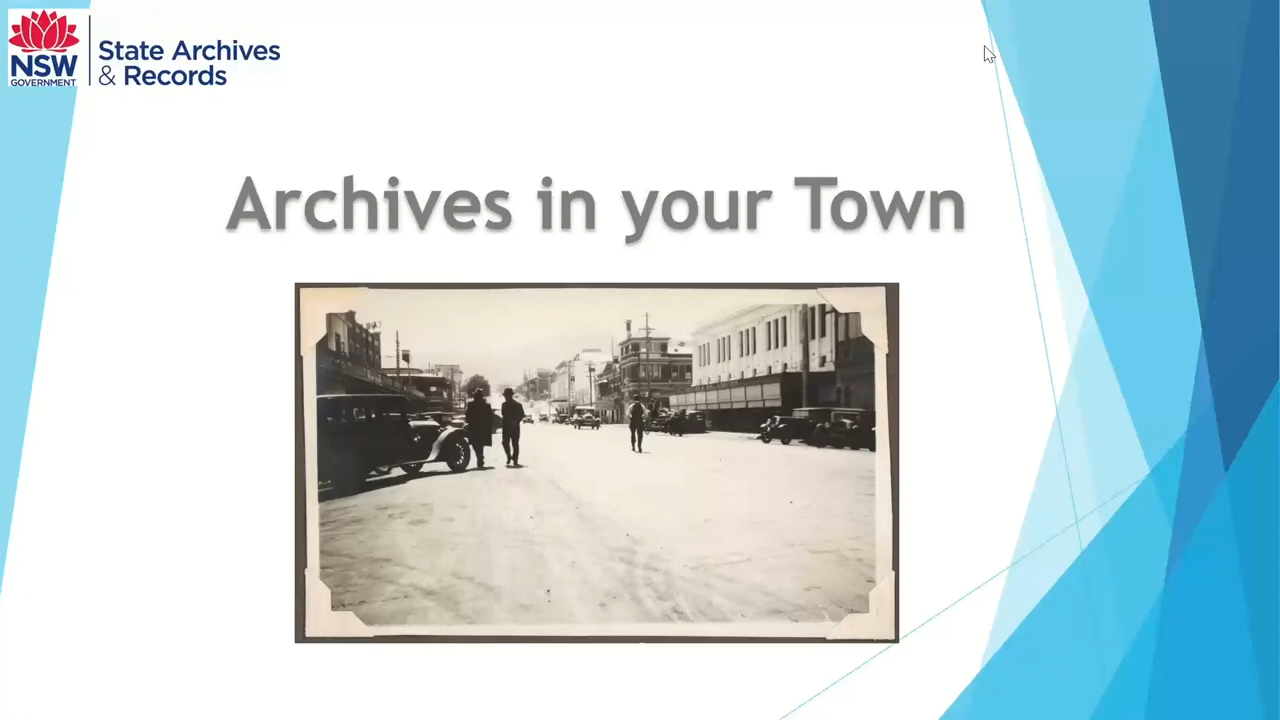 NSW
GOVERNMENT
State Archives
& Records
Archives in your Town